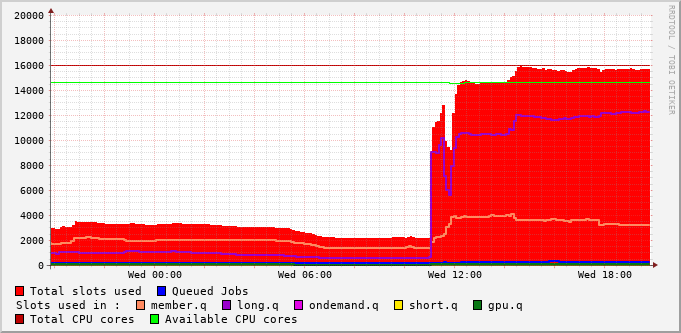 20000
18000
16000
14000
12000
10000
8000
6000
4000
2000
0
Wed 00:00 Wed 06:00 Wed 12:00 Wed 18:00
RRDTOOL / TOBI OETIKER
Total slots used Queued Jobs
Slots used in : member.q long.q ondemand.q short.q gpu.q
Total CPU cores Available CPU cores